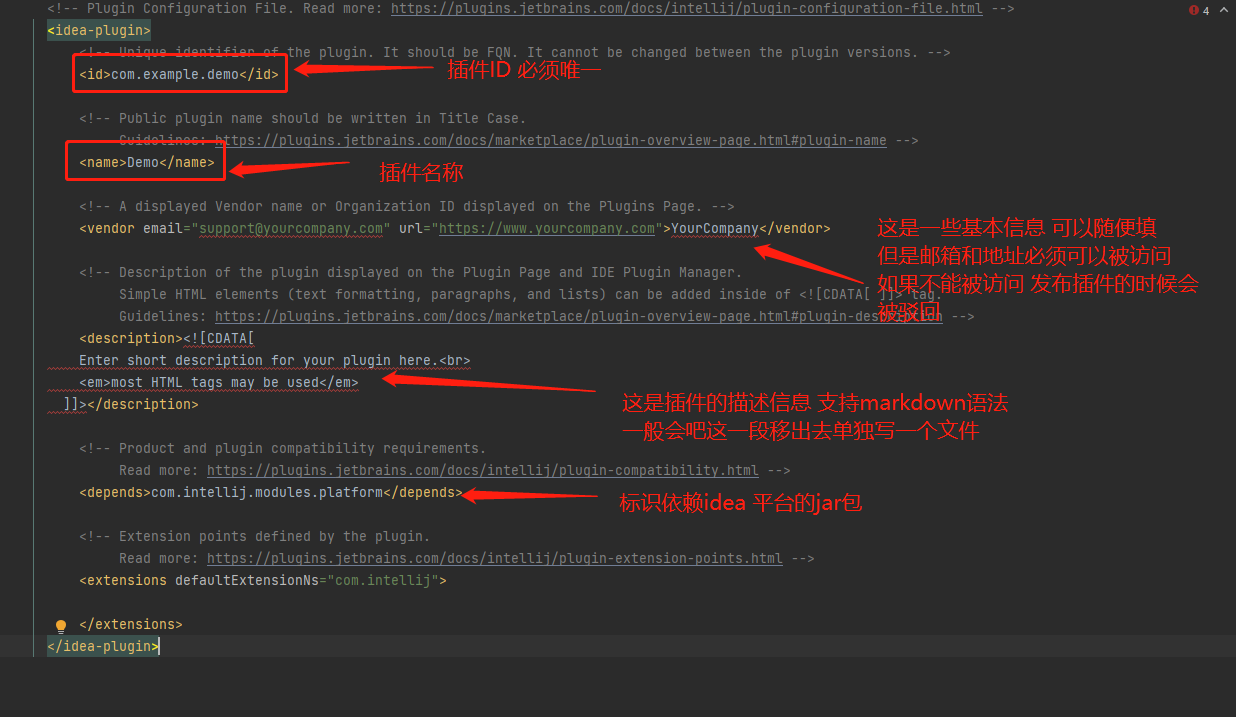 <!-- Plugin Configuration File. Read more: https://plugins.jetbrains.com/docs/intellij/plugin-configuration-file.html -->
4
<idea-plugin>
<!-- Unique identifier of the plugin. It should be FQN. It cannot be changed between the plugin versions. -->
<id>com.example.demo</id>
插件ID 必须唯一
<!-- Public plugin name should be written in Title Case.
Guidelines: https://plugins.jetbrains.com/docs/marketplace/plugin-overview-page.html#plugin-name -->
<name>Demo</name>
插件名称
<!-- A displayed Vendor name or Organization ID displayed on the Plugins Page. -->
<vendor email="support@yourcompany.com" url="https://www.yourcompany.com">YourCompany</vendor>
这是一些基本信息 可以随便填
但是邮箱和地址必须可以被访问
如果不能被访问 发布插件的时候会
被驳回
<!-- Description of the plugin displayed on the Plugin Page and IDE Plugin Manager.
Simple HTML elements (text formatting, paragraphs, and lists) can be added inside of <![CDATA[ ]]> tag.
Guidelines: https://plugins.jetbrains.com/docs/marketplace/plugin-overview-page.html#plugin-description -->
<description><![CDATA[
Enter short description for your plugin here.<br>
<em>most HTML tags may be used</em>
]]></description>
这是插件的描述信息 支持markdown语法
一般会吧这一段移出去单独写一个文件
<!-- Product and plugin compatibility requirements.
Read more: https://plugins.jetbrains.com/docs/intellij/plugin-compatibility.html -->
<depends>com.intellij.modules.platform</depends>
标识依赖idea 平台的jar包
<!-- Extension points defined by the plugin.
Read more: https://plugins.jetbrains.com/docs/intellij/plugin-extension-points.html -->
<extensions defaultExtensionNs="com.intellij">
</extensions>
</idea-plugin>